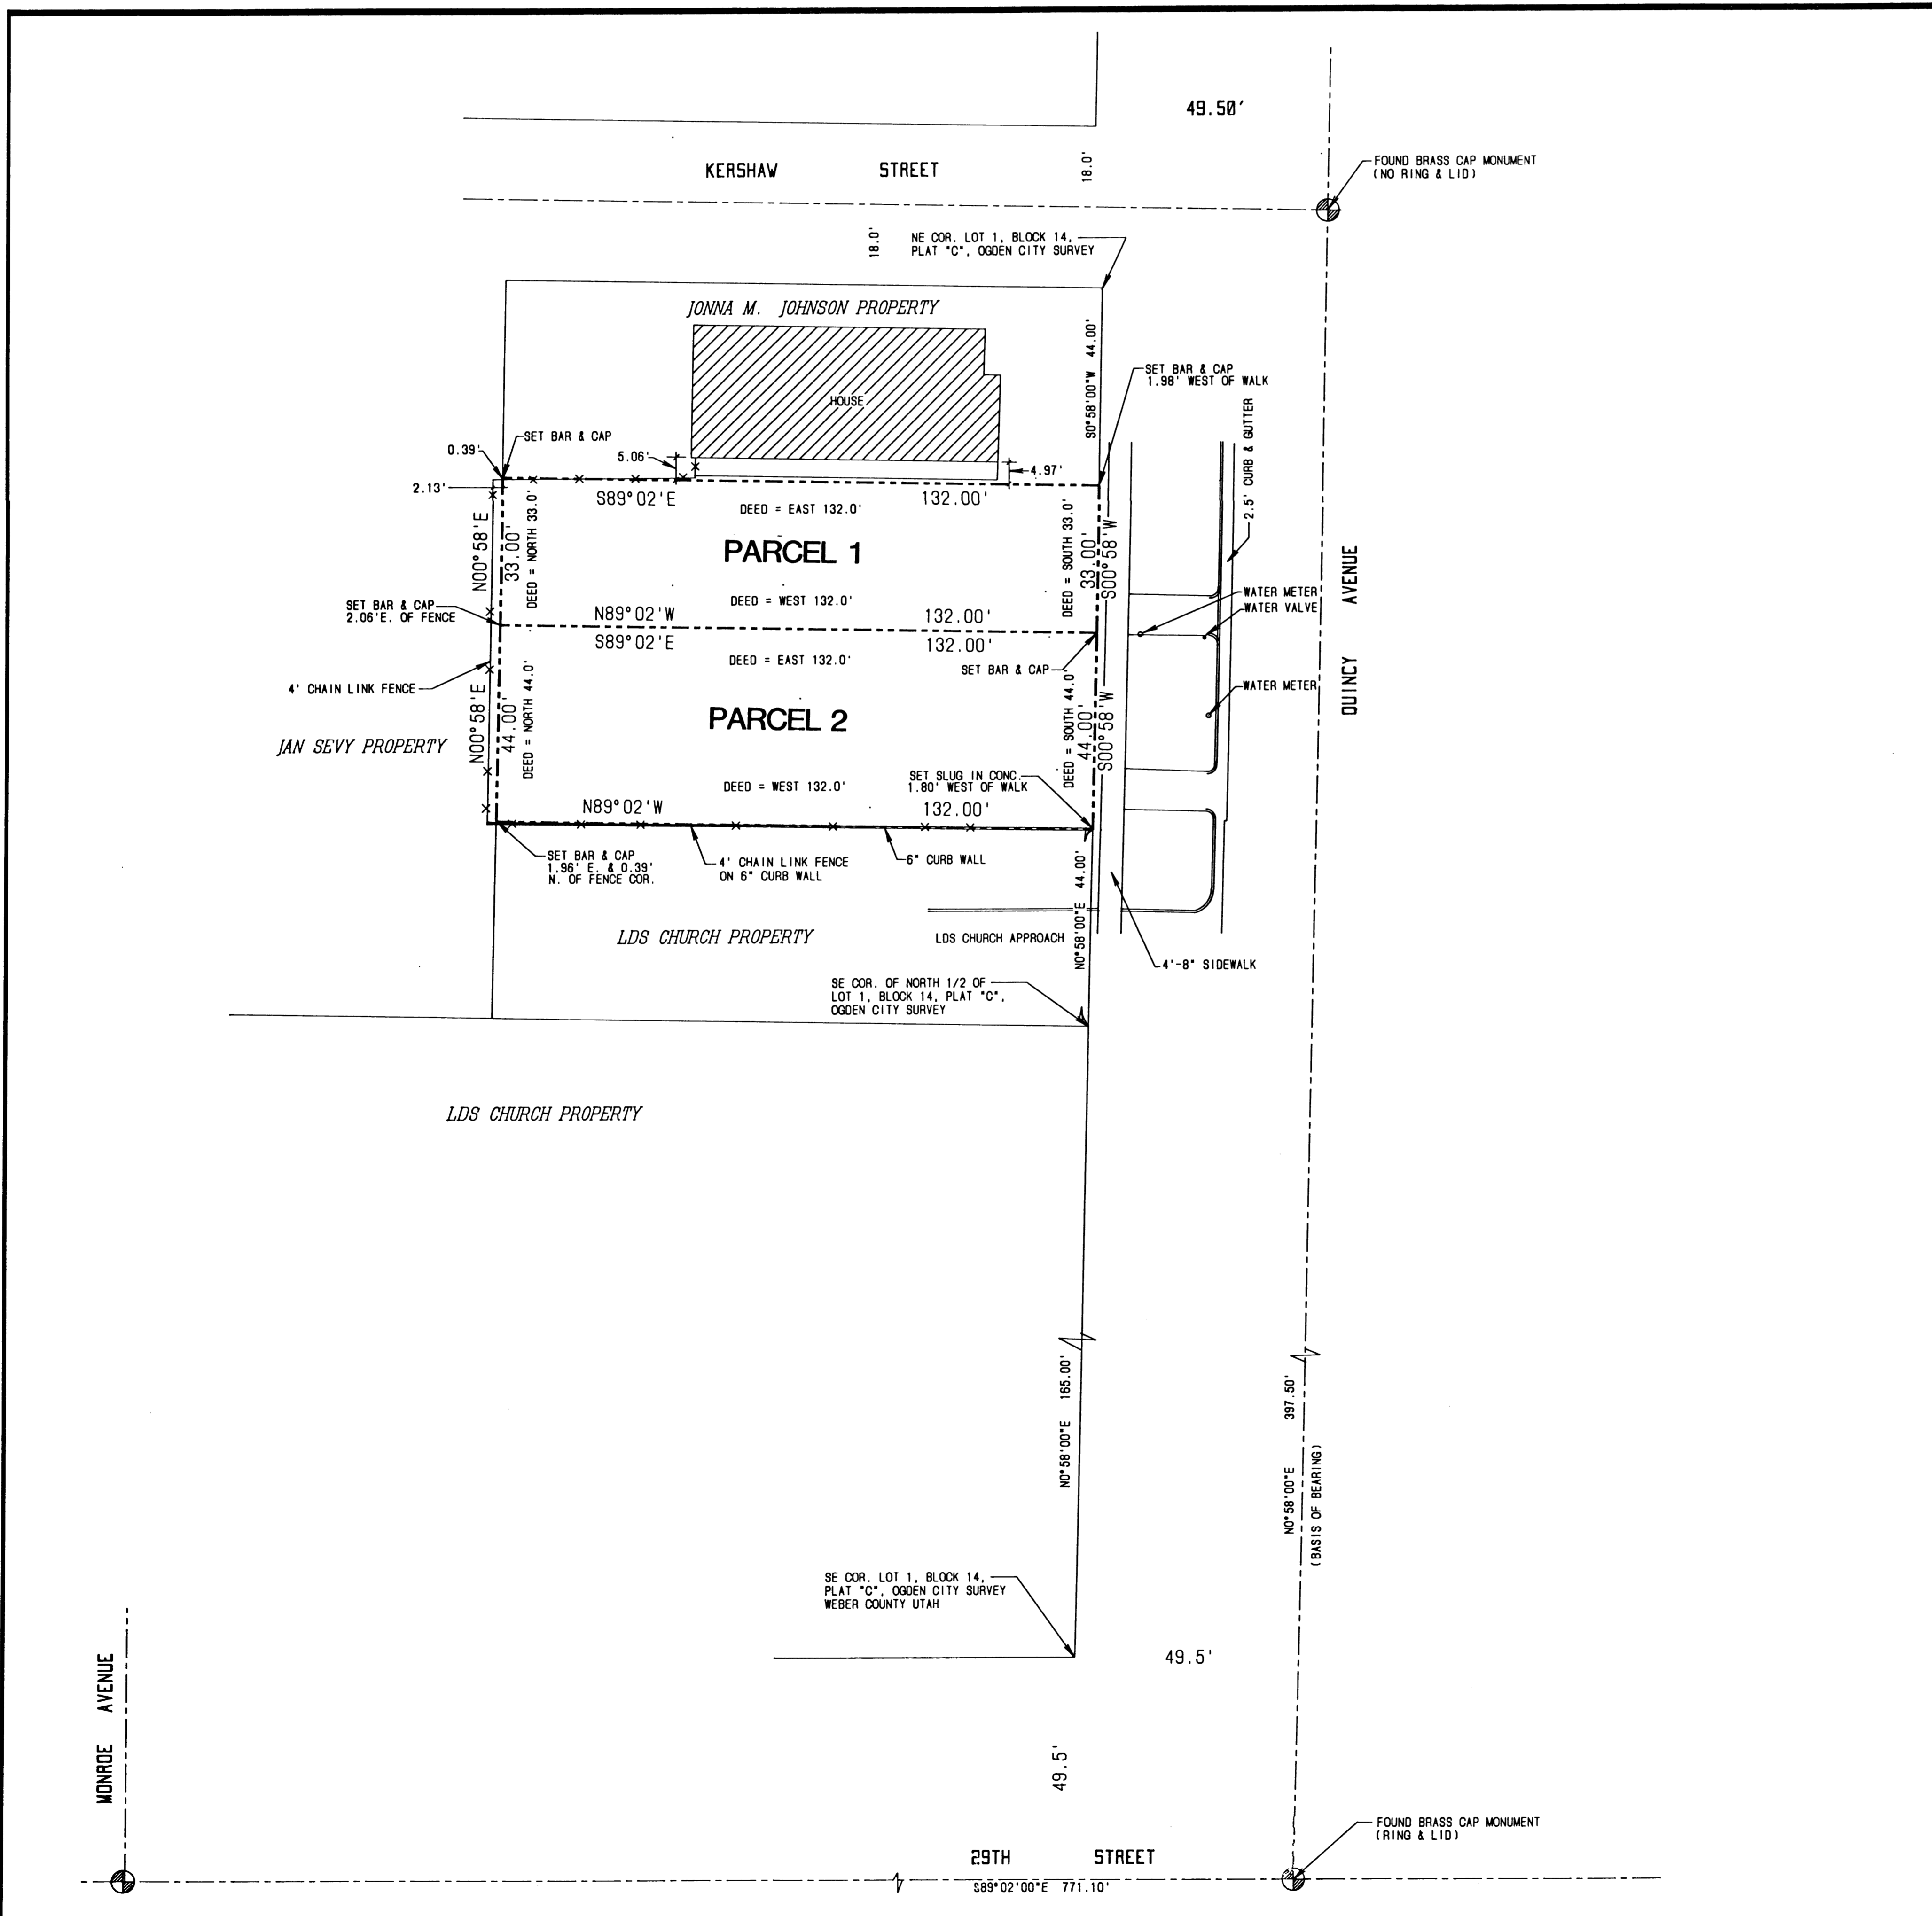 49.50'
KERSHAW STREET
18.0'
FOUND BRASS CAP MONUMENT
(NO RING & LID)
18.0'
NE COR. LOT 1, BLOCK 14,
PLAT "C", OGDEN CITY SURVEY
JONNA M. JOHNSON PROPERTY
S0°58'00"W 44.00'
HOUSE
SET BAR & CAP
1.98' WEST OF WALK
2.5' CURB & GUTTER
SET BAR & CAP
0.39'
5.06'
4.97'
2.13'
S89°02'E 132.00'
DEED = EAST 132.0'
N00°58'E
33.00'
DEED = NORTH 33.0'
PARCEL 1
DEED = SOUTH 33.0'
33.00'
S00°58'W
QUINCY AVENUE
DEED = WEST 132.0'
WATER METER
WATER VALVE
SET BAR & CAP
2.06'E. OF FENCE
N89°02'W 132.00'
S89°02'E 132.00'
DEED = EAST 132.0'
SET BAR & CAP
4' CHAIN LINK FENCE
WATER METER
N00°58'E
44.00'
DEED = NORTH 44.0'
PARCEL 2
DEED = SOUTH 44.0'
44.00'
S00°58'W
JAN SEVY PROPERTY
DEED = WEST 132.0'
SET SLUG IN CONC.
1.80' WEST OF WALK
N89°02'W 132.00'
SET BAR & CAP
1.96' E. & 0.39'
N. OF FENCE COR.
4' CHAIN LINK FENCE
ON 6" CURB WALL
6" CURB WALL
N0°58'00"E 44.00'
LDS CHURCH PROPERTY
LDS CHURCH APPROACH
4'-8" SIDEWALK
SE COR. OF NORTH 1/2 OF
LOT 1, BLOCK 14, PLAT "C",
OGDEN CITY SURVEY
LDS CHURCH PROPERTY
N0°58'00"E 165.00'
N0°58'00"E 397.50'
(BASIS OF BEARING)
SE COR. LOT 1, BLOCK 14,
PLAT "C", OGDEN CITY SURVEY
WEBER COUNTY UTAH
49.5'
MONROE AVENUE
49.5'
FOUND BRASS CAP MONUMENT
(RING & LID)
29TH STREET
S89°02'00"E 771.10'